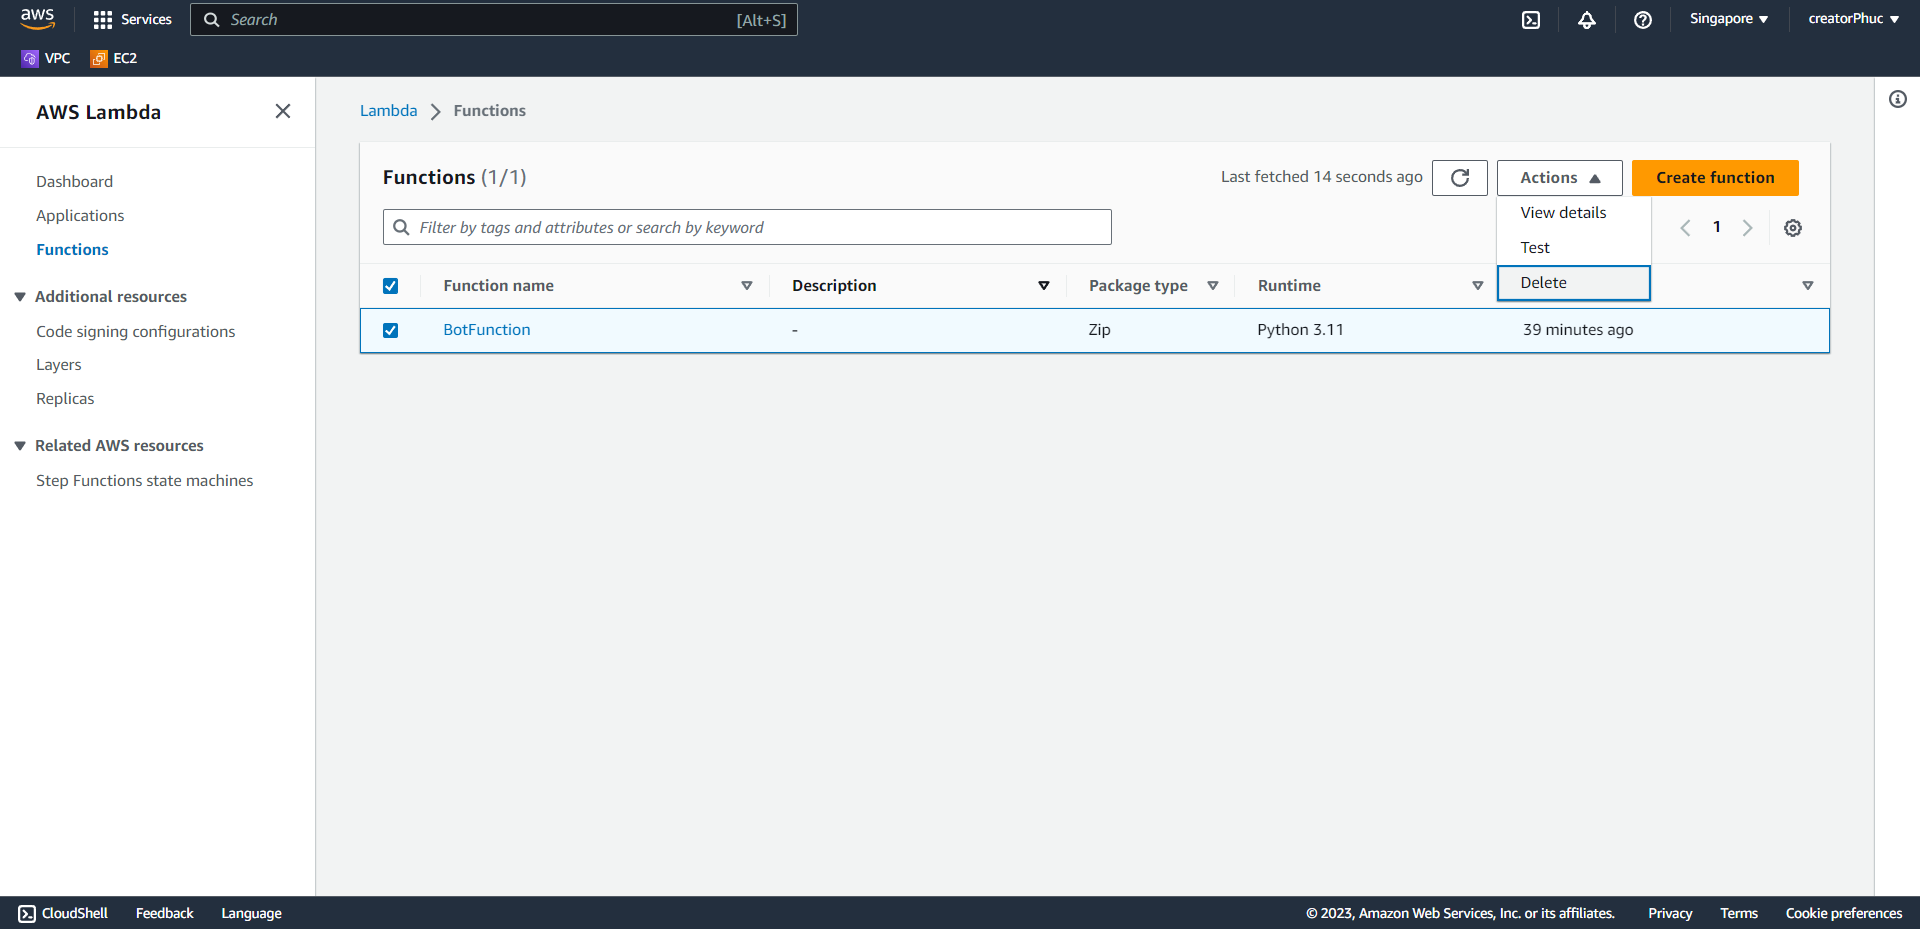 aws Services Search [Alt+S] Singapore creatorPhuc
VPC EC2
AWS Lambda
Dashboard
Applications
Functions
Additional resources
Code signing configurations
Layers
Replicas
Related AWS resources
Step Functions state machines
Lambda Functions
Functions (1/1) Last fetched 14 seconds ago Actions Create function
Filter by tags and attributes or search by keyword
View details
1
Test
Delete
Function name Description Package type Runtime
BotFunction - Zip Python 3.11 39 minutes ago
CloudShell Feedback Language © 2023, Amazon Web Services, Inc. or its affiliates. Privacy Terms Cookie preferences